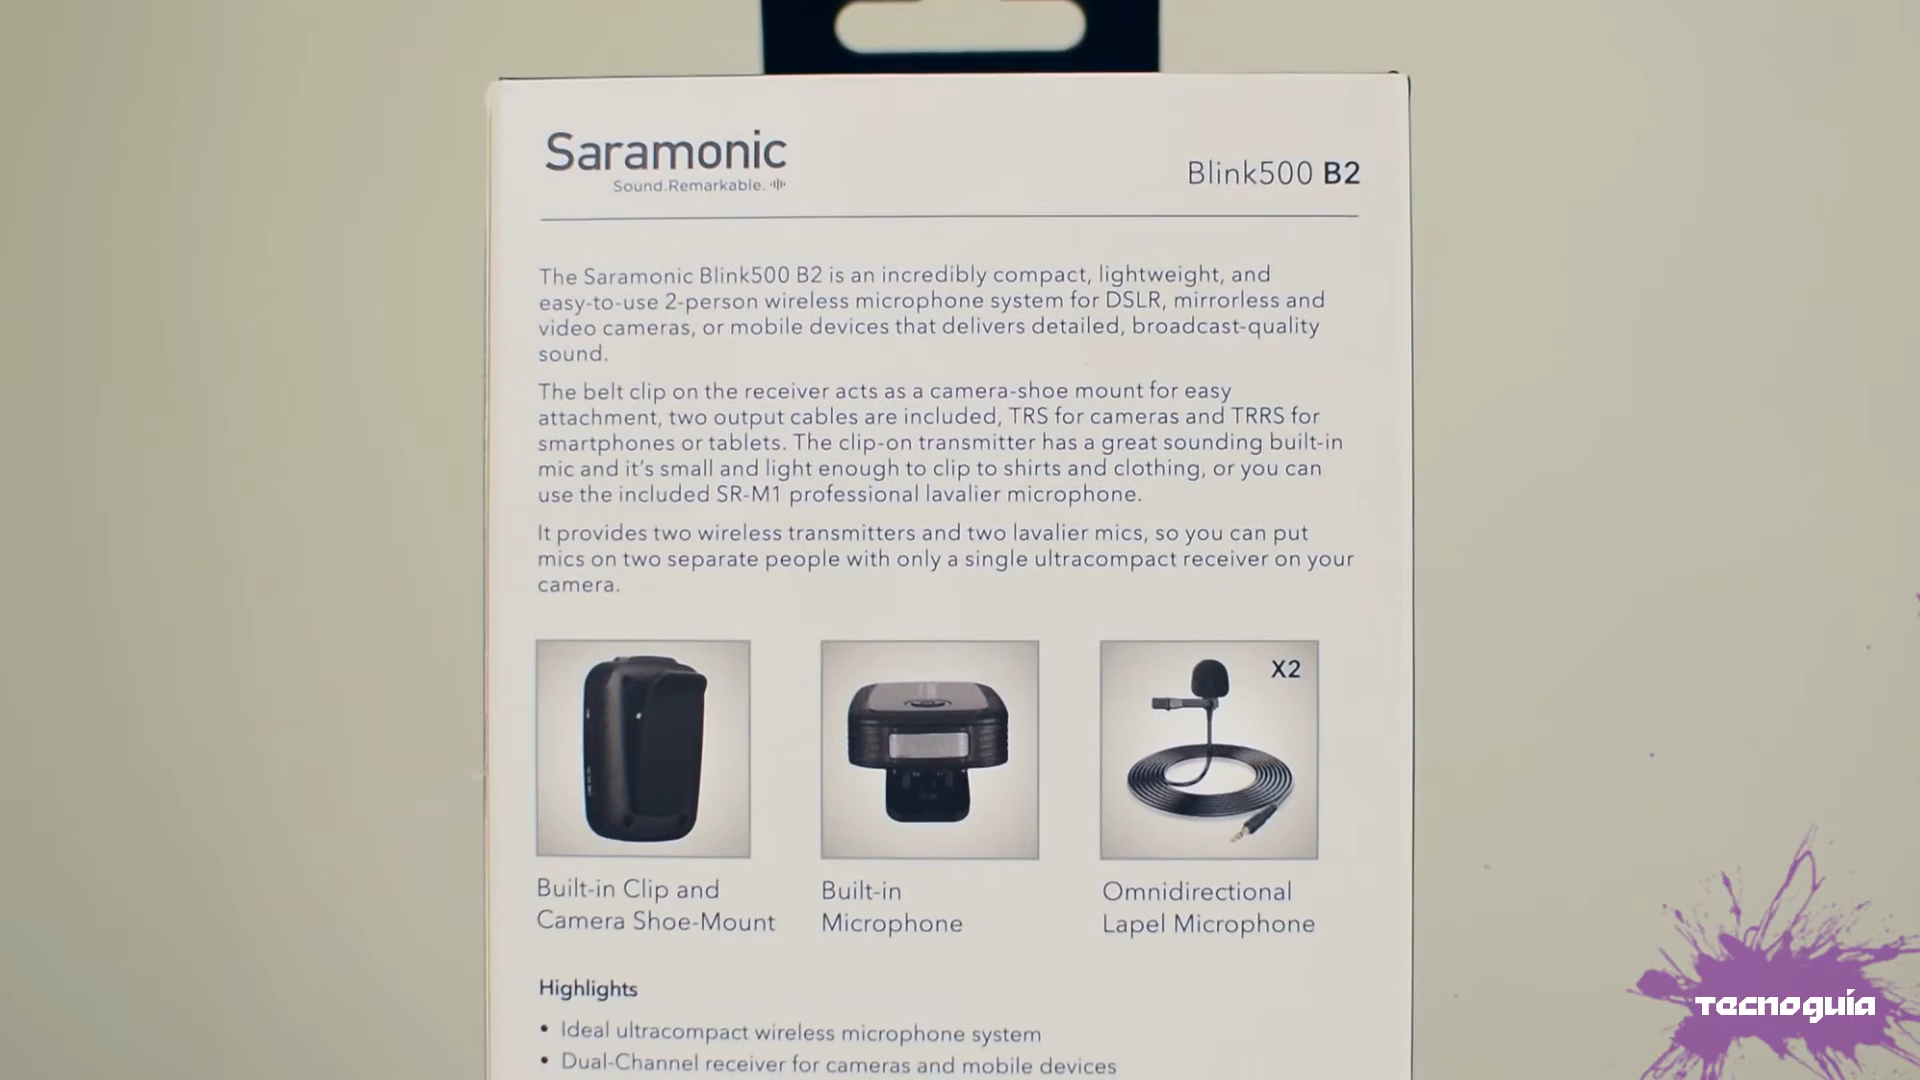 Saramonic
Sound.Remarkable.
Blink500 B2
The Saramonic Blink500 B2 is an incredibly compact, lightweight, and
easy-to-use 2-person wireless microphone system for DSLR, mirrorless and
video cameras, or mobile devices that delivers detailed, broadcast-quality
sound.
The belt clip on the receiver acts as a camera-shoe mount for easy
attachment, two output cables are included, TRS for cameras and TRRS for
smartphones or tablets. The clip-on transmitter has a great sounding built-in
mic and it's small and light enough to clip to shirts and clothing, or you can
use the included SR-M1 professional lavalier microphone.
It provides two wireless transmitters and two lavalier mics, so you can put
mics on two separate people with only a single ultracompact receiver on your
camera.
X2
Built-in Clip and
Camera Shoe-Mount
Built-in
Microphone
Omnidirectional
Lapel Microphone
Highlights
• Ideal ultracompact wireless microphone system
• Dual-Channel receiver for cameras and mobile devices
Tecnoguía